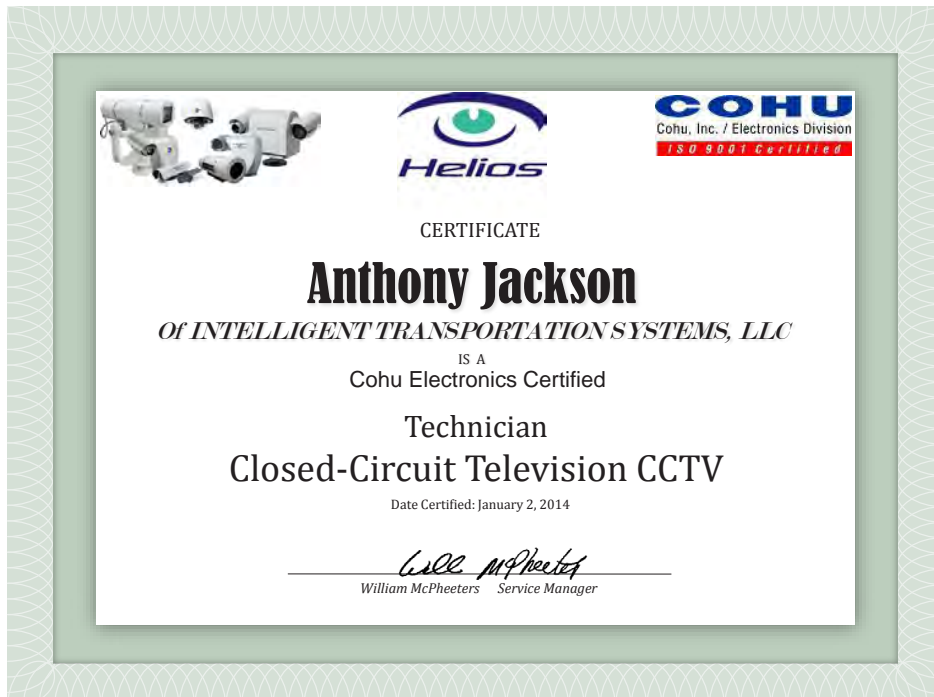 Helios
COHU
Cohu, Inc. / Electronics Division
ISO 9001 Certified
CERTIFICATE
Anthony Jackson
Of INTELLIGENT TRANSPORTATION SYSTEMS, LLC
IS A
Cohu Electronics Certified
Technician
Closed-Circuit Television CCTV
Date Certified: January 2, 2014
Will McPheeters
William McPheeters Service Manager